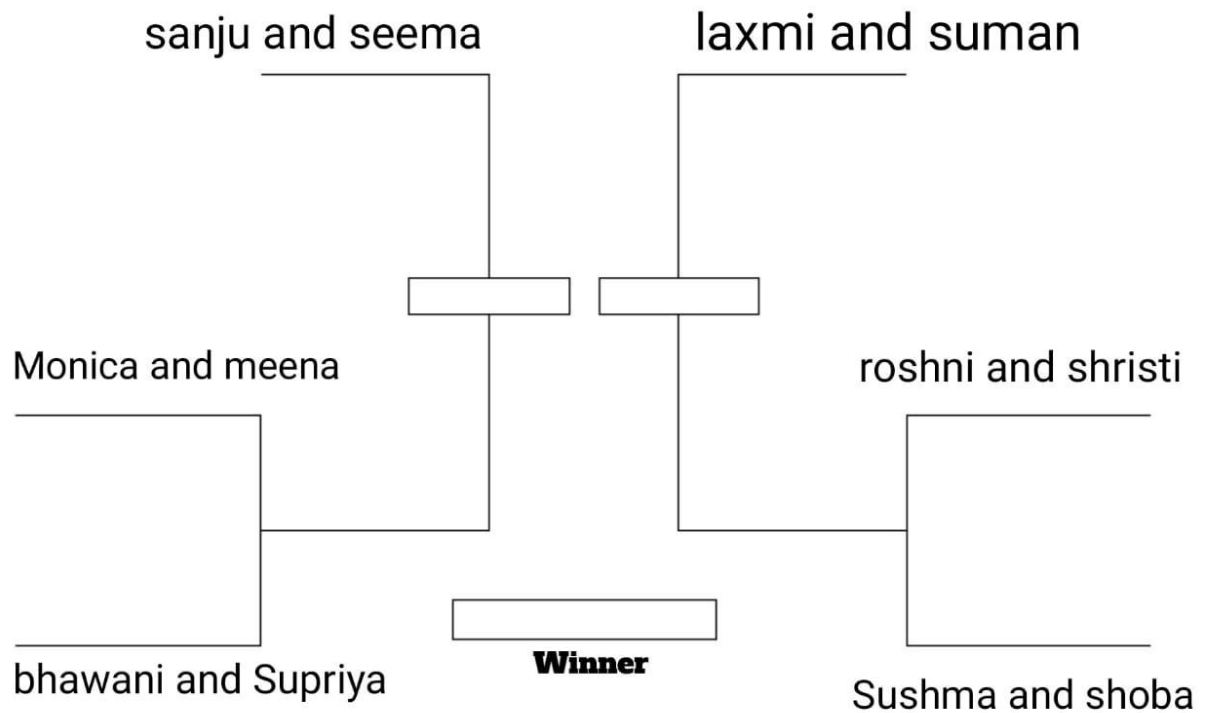 sanju and seema
laxmi and suman
Monica and meena
roshni and shristi
bhawani and Supriya
Winner
Sushma and shoba